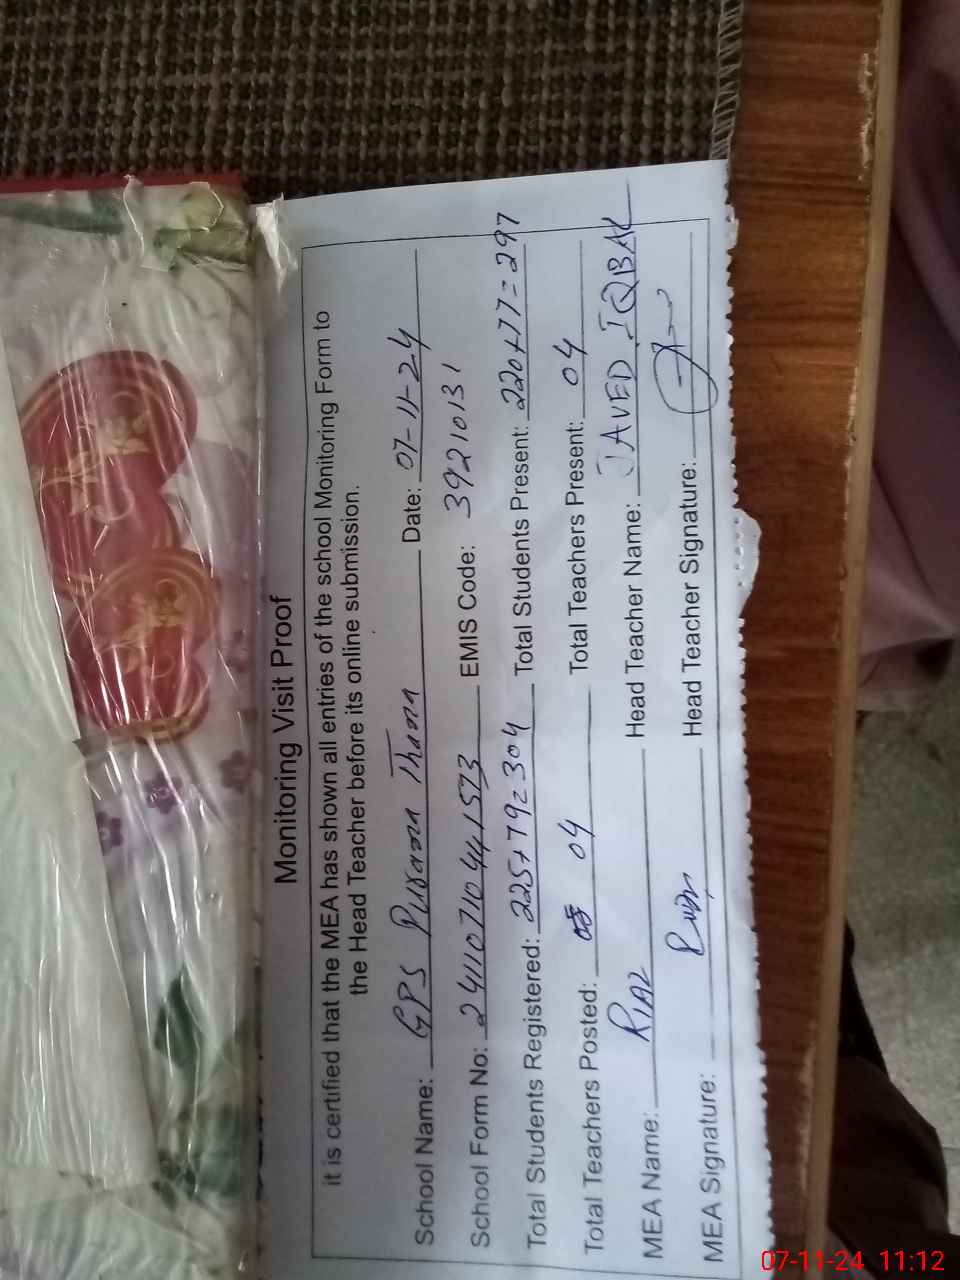 Monitoring Visit Proof
it is certified that the MEA has shown all entries of the school Monitoring Form to
the Head Teacher before its online submission.
School Name: GPS Purana Thana Date: 07-11-24
School Form No: 24110710441573 EMIS Code: 39210131
Total Students Registered: 225+79=304 Total Students Present: 220+77=297
Total Teachers Posted: 04 Total Teachers Present: 04
MEA Name: RIAZ Head Teacher Name: JAVED IQBAL
MEA Signature: Head Teacher Signature:
07-11-24 11:12